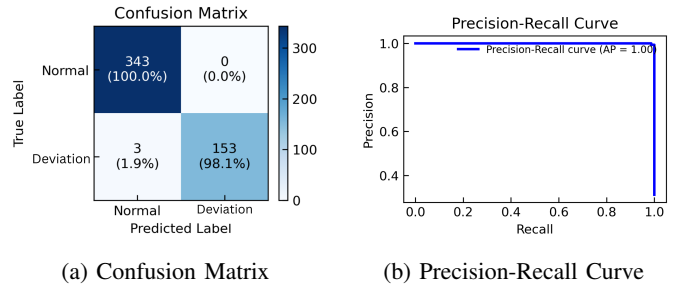 Confusion Matrix
True Label
Normal
343
(100.0%)
0
(0.0%)
Deviation
3
(1.9%)
153
(98.1%)
Normal
Deviation
Predicted Label
300
200
100
0
(a) Confusion Matrix
Precision-Recall Curve
Precision-Recall curve (AP = 1.00)
Precision
1.0
0.8
0.6
0.4
0.0
0.2
0.4
0.6
0.8
1.0
Recall
(b) Precision-Recall Curve